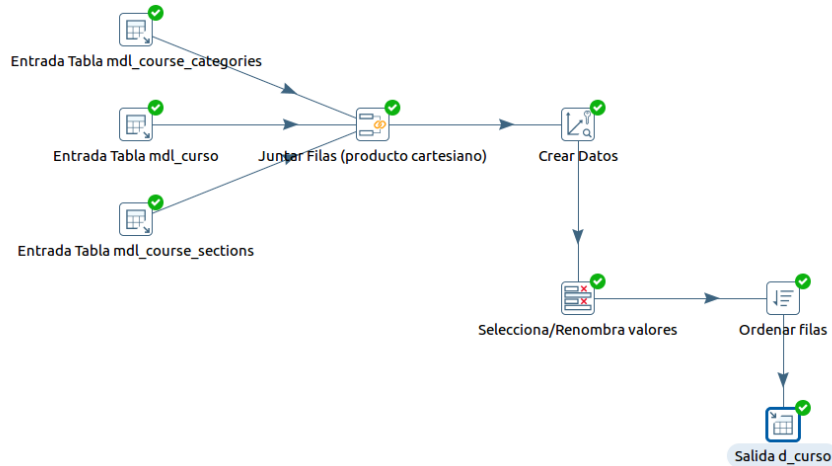 Entrada Tabla mdl_course_categories
Entrada Tabla mdl_curso
Juntar Filas (producto cartesiano)
Crear Datos
Entrada Tabla mdl_course_sections
Selecciona/Renombra valores
Ordenar filas
Salida d_curso